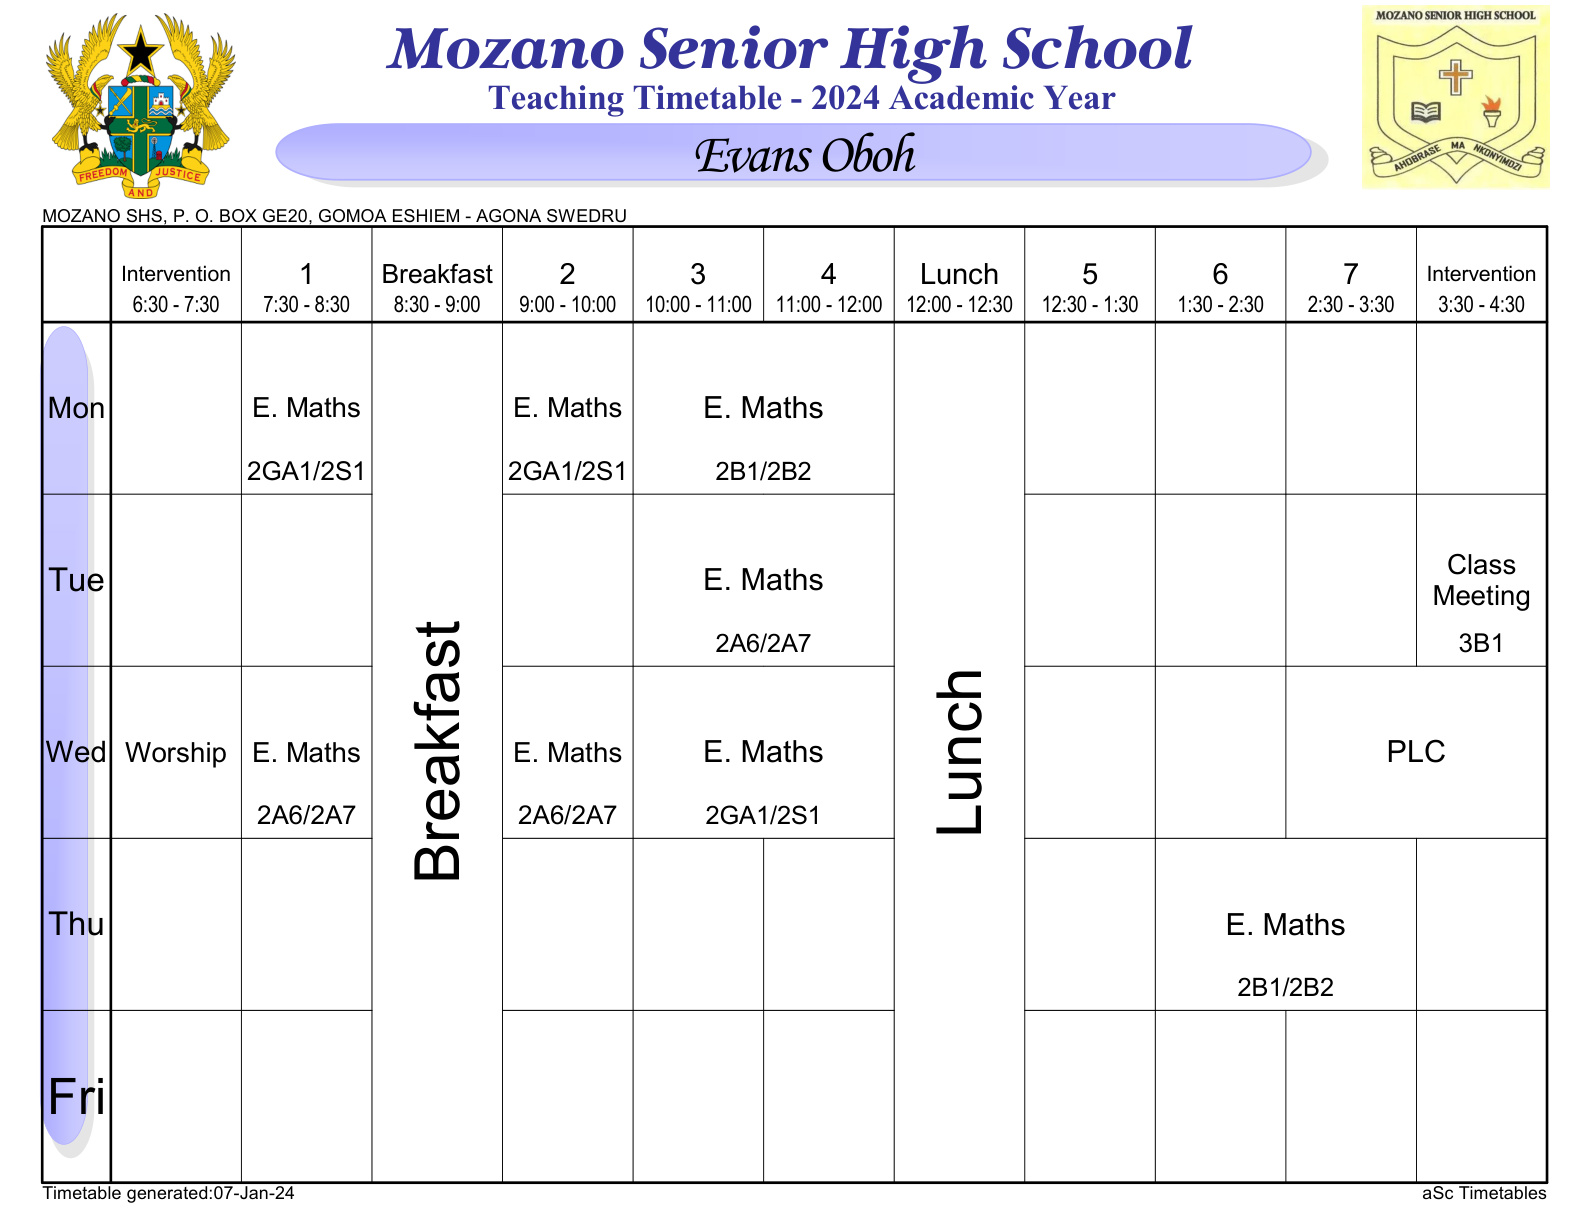 Mozano Senior High School
Teaching Timetable - 2024 Academic Year
Evans Oboh
FREEDOM AND JUSTICE
MOZANO SENIOR HIGH SCHOOL
AHOBRASE MA NKONYIMDZI
MOZANO SHS, P. O. BOX GE20, GOMOA ESHIEM - AGONA SWEDRU
Intervention 1 Breakfast 2 3 4 Lunch 5 6 7 Intervention
6:30 - 7:30 7:30 - 8:30 8:30 - 9:00 9:00 - 10:00 10:00 - 11:00 11:00 - 12:00 12:00 - 12:30 12:30 - 1:30 1:30 - 2:30 2:30 - 3:30 3:30 - 4:30
Mon E. Maths E. Maths E. Maths
2GA1/2S1 2GA1/2S1 2B1/2B2
Tue E. Maths Class
Meeting
2A6/2A7 3B1
Breakfast
Lunch
Wed Worship E. Maths E. Maths E. Maths PLC
2A6/2A7 2A6/2A7 2GA1/2S1
Thu E. Maths
2B1/2B2
Fri
Timetable generated:07-Jan-24 aSc Timetables